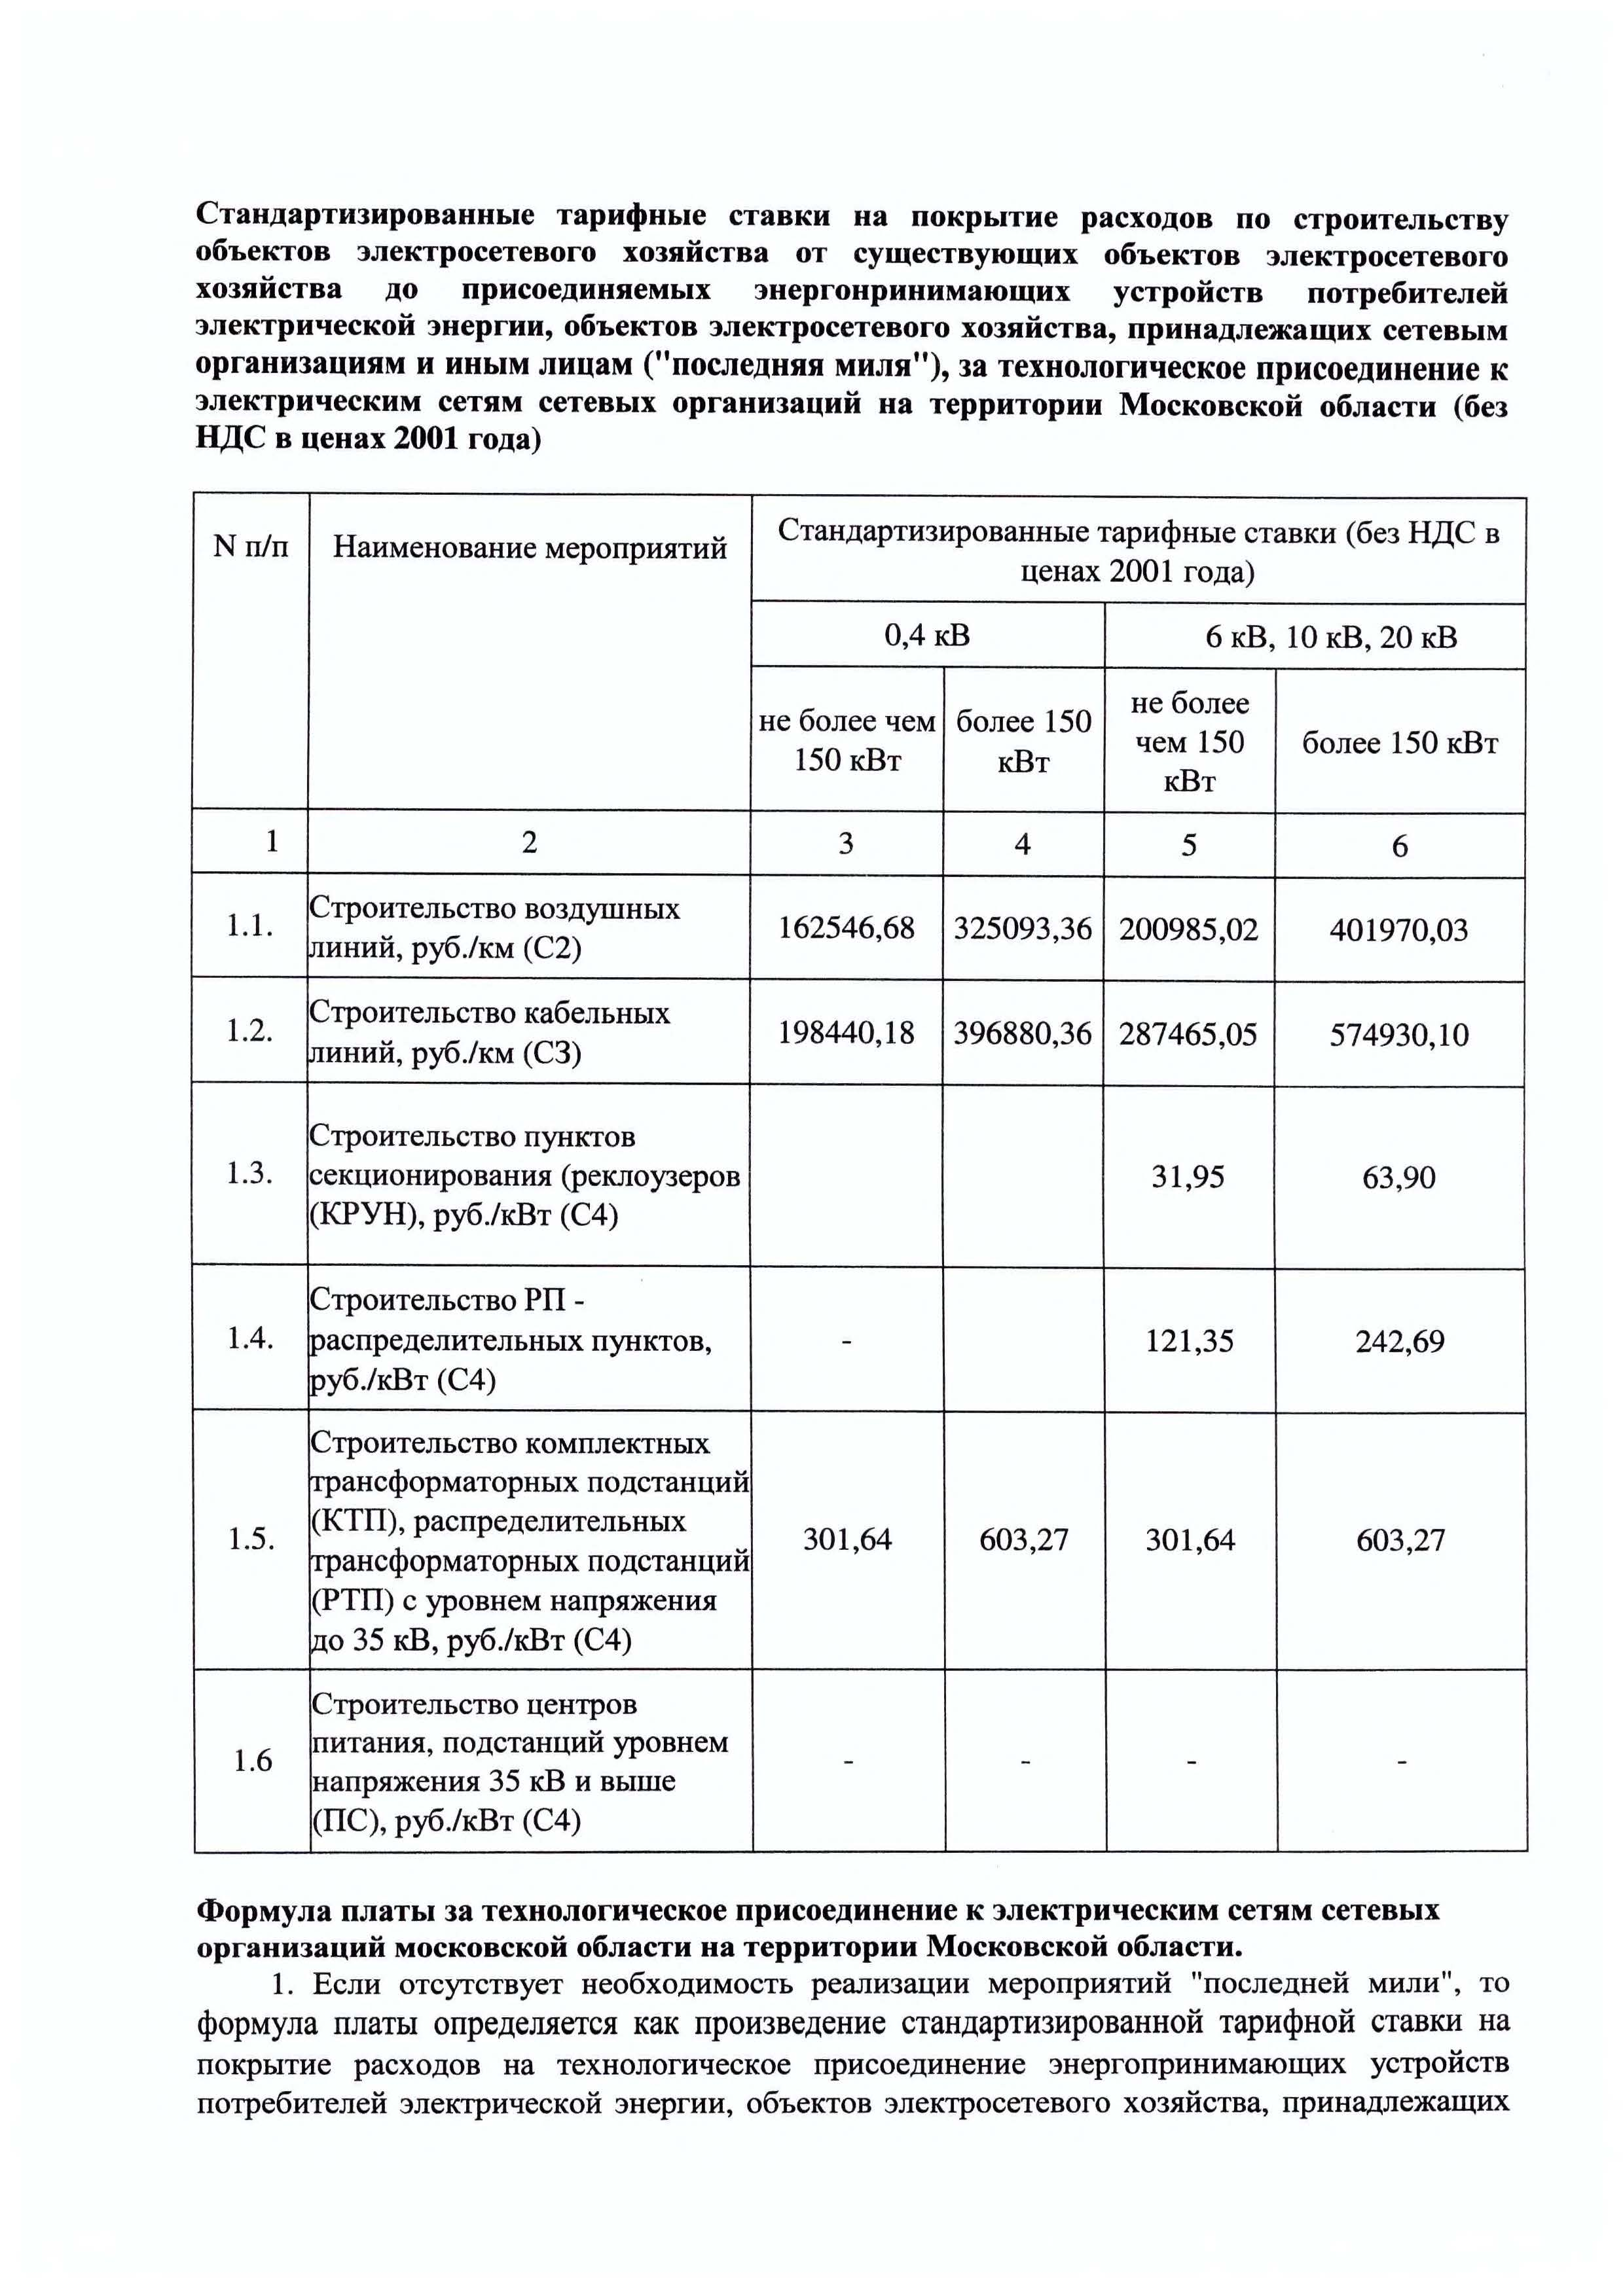 Стандартизированные тарифные ставки на покрытие расходов по строительству
объектов электросетевого хозяйства от существующих объектов электросетевого
хозяйства до присоединяемых энергонринимающих устройств потребителей
электрической энергии, объектов электросетевого хозяйства, принадлежащих сетевым
организациям и иным лицам ("последняя миля"), за технологическое присоединение к
электрическим сетям сетевых организаций на территории Московской области (без
НДС в ценах 2001 года)
N п/п
Наименование мероприятий
Стандартизированные тарифные ставки (без НДС в
ценах 2001 года)
0,4 кВ
6 кВ, 10 кВ, 20 кВ
не более чем
150 кВт
более 150
кВт
не более
чем 150
кВт
более 150 кВт
1 2 3 4 5 6
1.1.
Строительство воздушных
линий, руб./км (С2)
162546,68 325093,36 200985,02 401970,03
1.2.
Строительство кабельных
линий, руб./км (СЗ)
198440,18 396880,36 287465,05 574930,10
1.3.
Строительство пунктов
секционирования (реклоузеров
(КРУН), руб./кВт (С4)
31,95 63,90
1.4.
Строительство РП -
распределительных пунктов,
руб./кВт (С4)
- 121,35 242,69
1.5.
Строительство комплектных
трансформаторных подстанций
(КТП), распределительных
трансформаторных подстанций
(РТП) с уровнем напряжения
до 35 кВ, руб./кВт (С4)
301,64 603,27 301,64 603,27
1.6
Строительство центров
питания, подстанций уровнем
напряжения 35 кВ и выше
(ПС), руб./кВт (С4)
- - - -
Формула платы за технологическое присоединение к электрическим сетям сетевых
организаций московской области на территории Московской области.
1. Если отсутствует необходимость реализации мероприятий "последней мили", то
формула платы определяется как произведение стандартизированной тарифной ставки на
покрытие расходов на технологическое присоединение энергопринимающих устройств
потребителей электрической энергии, объектов электросетевого хозяйства, принадлежащих